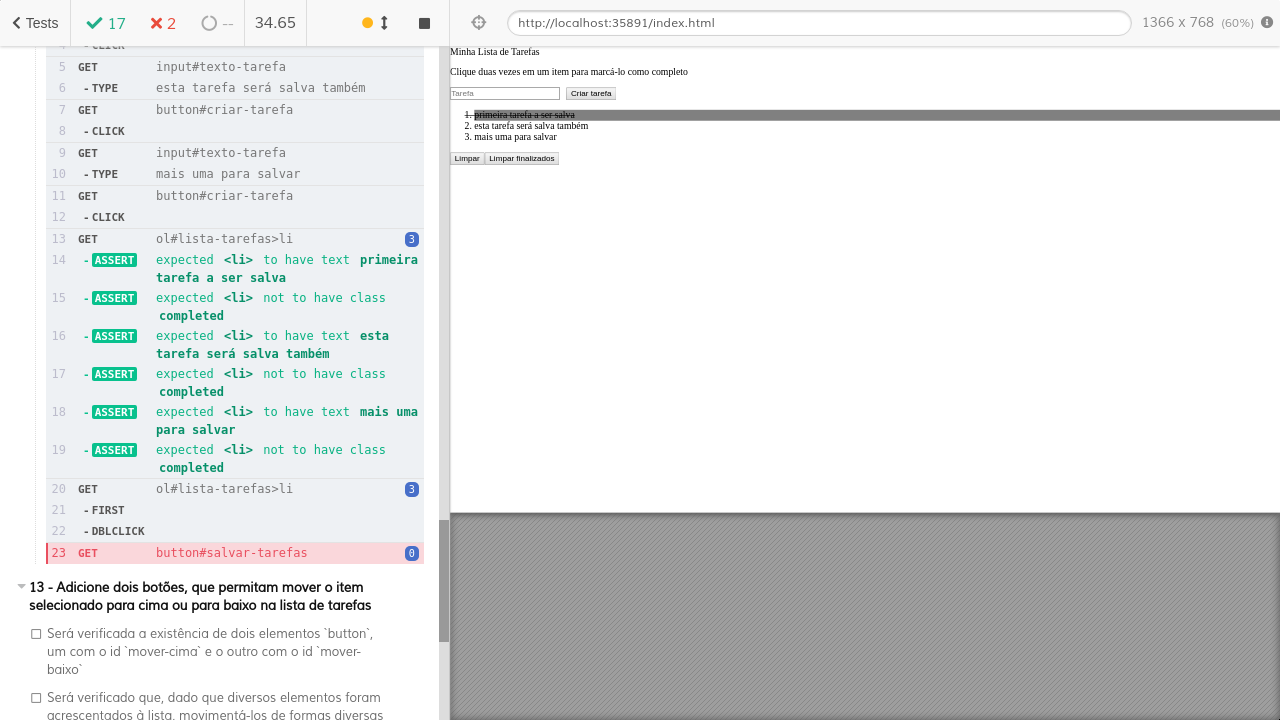 Tests
17
2
--
34.65
http://localhost:35891/index.html
1366 x 768 (60%)
4 - CLICK
5 GET input#texto-tarefa
6 - TYPE esta tarefa será salva também
7 GET button#criar-tarefa
8 - CLICK
9 GET input#texto-tarefa
10 - TYPE mais uma para salvar
11 GET button#criar-tarefa
12 - CLICK
13 GET ol#lista-tarefas>li 3
14 - ASSERT expected <li> to have text primeira
tarefa a ser salva
15 - ASSERT expected <li> not to have class
completed
16 - ASSERT expected <li> to have text esta
tarefa será salva também
17 - ASSERT expected <li> not to have class
completed
18 - ASSERT expected <li> to have text mais uma
para salvar
19 - ASSERT expected <li> not to have class
completed
20 GET ol#lista-tarefas>li 3
21 - FIRST
22 - DBLCLICK
23 GET button#salvar-tarefas 0
13 - Adicione dois botões, que permitam mover o item
selecionado para cima ou para baixo na lista de tarefas
Será verificada a existência de dois elementos `button`,
um com o id `mover-cima` e o outro com o id `mover-
baixo`
Será verificado que, dado que diversos elementos foram
acrescentados à lista, movimentá-los de formas diversas
Minha Lista de Tarefas
Clique duas vezes em um item para marcá-lo como completo
Tarefa
Criar tarefa
1. primeira tarefa a ser salva
2. esta tarefa será salva também
3. mais uma para salvar
Limpar
Limpar finalizados